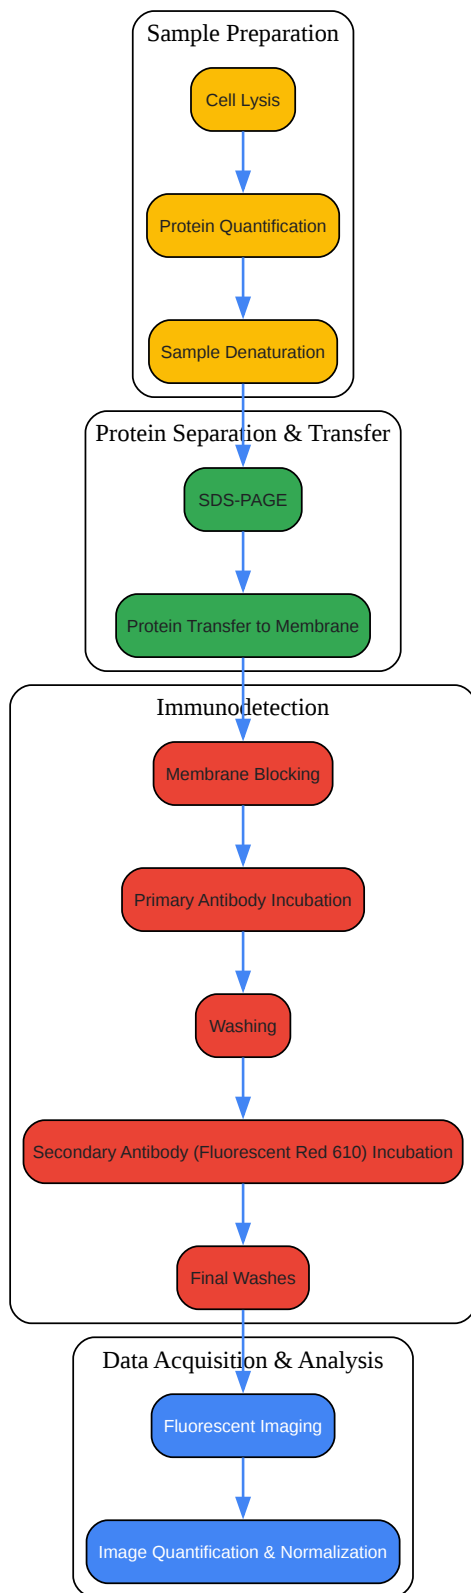 Sample Preparation
Cell Lysis
Protein Quantification
Sample Denaturation
Protein Separation & Transfer
SDS-PAGE
Protein Transfer to Membrane
Immunodetection
Membrane Blocking
Primary Antibody Incubation
Washing
Secondary Antibody (Fluorescent Red 610) Incubation
Final Washes
Data Acquisition & Analysis
Fluorescent Imaging
Image Quantification & Normalization